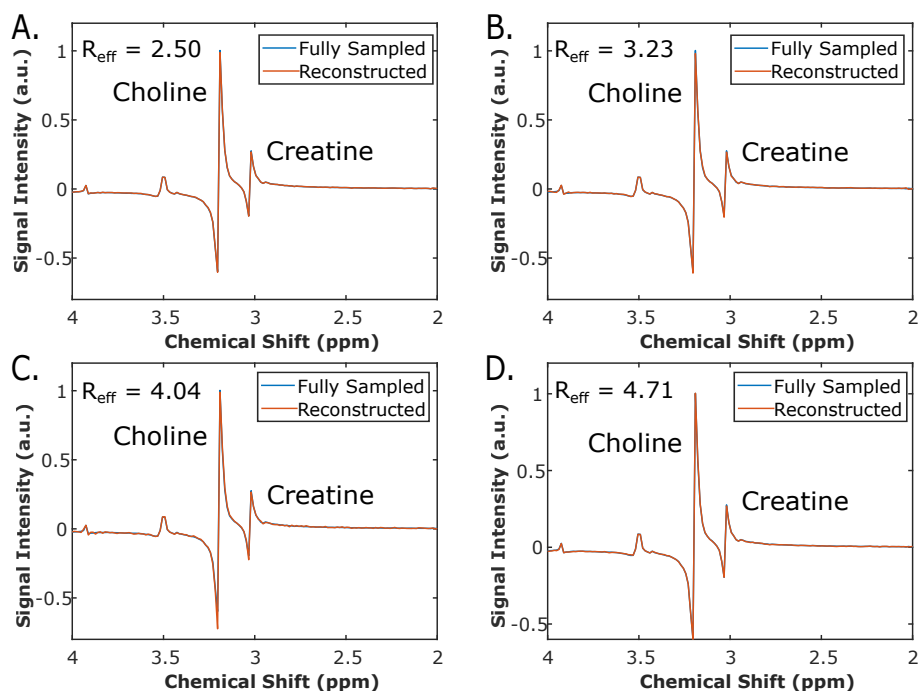 A.
R_eff = 2.50
Fully Sampled
Reconstructed
Choline
Creatine
Signal Intensity (a.u.)
1
0.5
0
-0.5
4 3.5 3 2.5 2
Chemical Shift (ppm)
B.
R_eff = 3.23
Fully Sampled
Reconstructed
Choline
Creatine
Signal Intensity (a.u.)
1
0.5
0
-0.5
4 3.5 3 2.5 2
Chemical Shift (ppm)
C.
R_eff = 4.04
Fully Sampled
Reconstructed
Choline
Creatine
Signal Intensity (a.u.)
1
0.5
0
-0.5
4 3.5 3 2.5 2
Chemical Shift (ppm)
D.
R_eff = 4.71
Fully Sampled
Reconstructed
Choline
Creatine
Signal Intensity (a.u.)
1
0.5
0
-0.5
4 3.5 3 2.5 2
Chemical Shift (ppm)